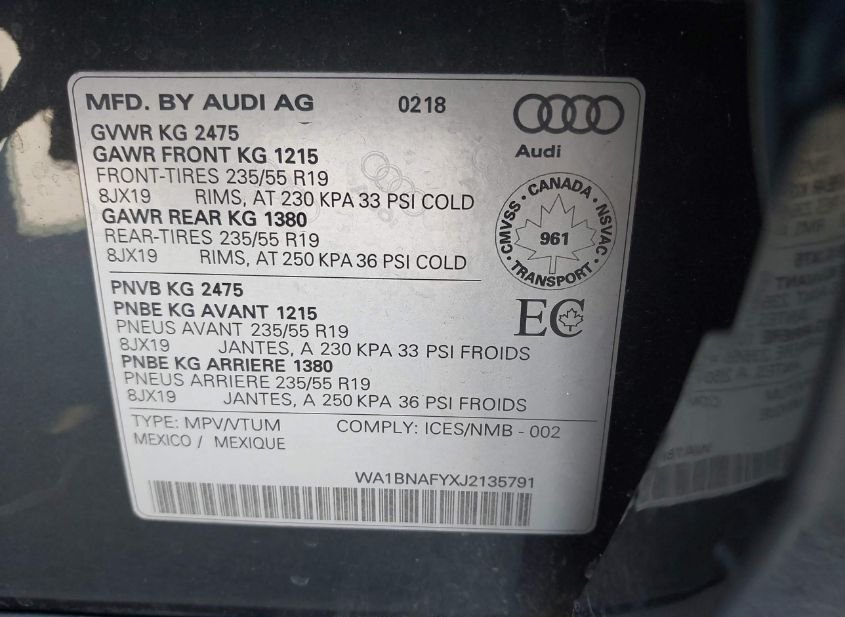 MFD. BY AUDI AG 0218
GVWR KG 2475
GAWR FRONT KG 1215
FRONT-TIRES 235/55 R19
8JX19 RIMS, AT 230 KPA 33 PSI COLD
GAWR REAR KG 1380
REAR-TIRES 235/55 R19
8JX19 RIMS, AT 250 KPA 36 PSI COLD
Audi
CMVSS • CANADA • NSVAC • TRANSPORT •
961
EC
PNVB KG 2475
PNBE KG AVANT 1215
PNEUS AVANT 235/55 R19
8JX19 JANTES, A 230 KPA 33 PSI FROIDS
PNBE KG ARRIERE 1380
PNEUS ARRIERE 235/55 R19
8JX19 JANTES, A 250 KPA 36 PSI FROIDS
TYPE: MPV/VTUM COMPLY: ICES/NMB - 002
MEXICO / MEXIQUE
WA1BNAFYXJ2135791